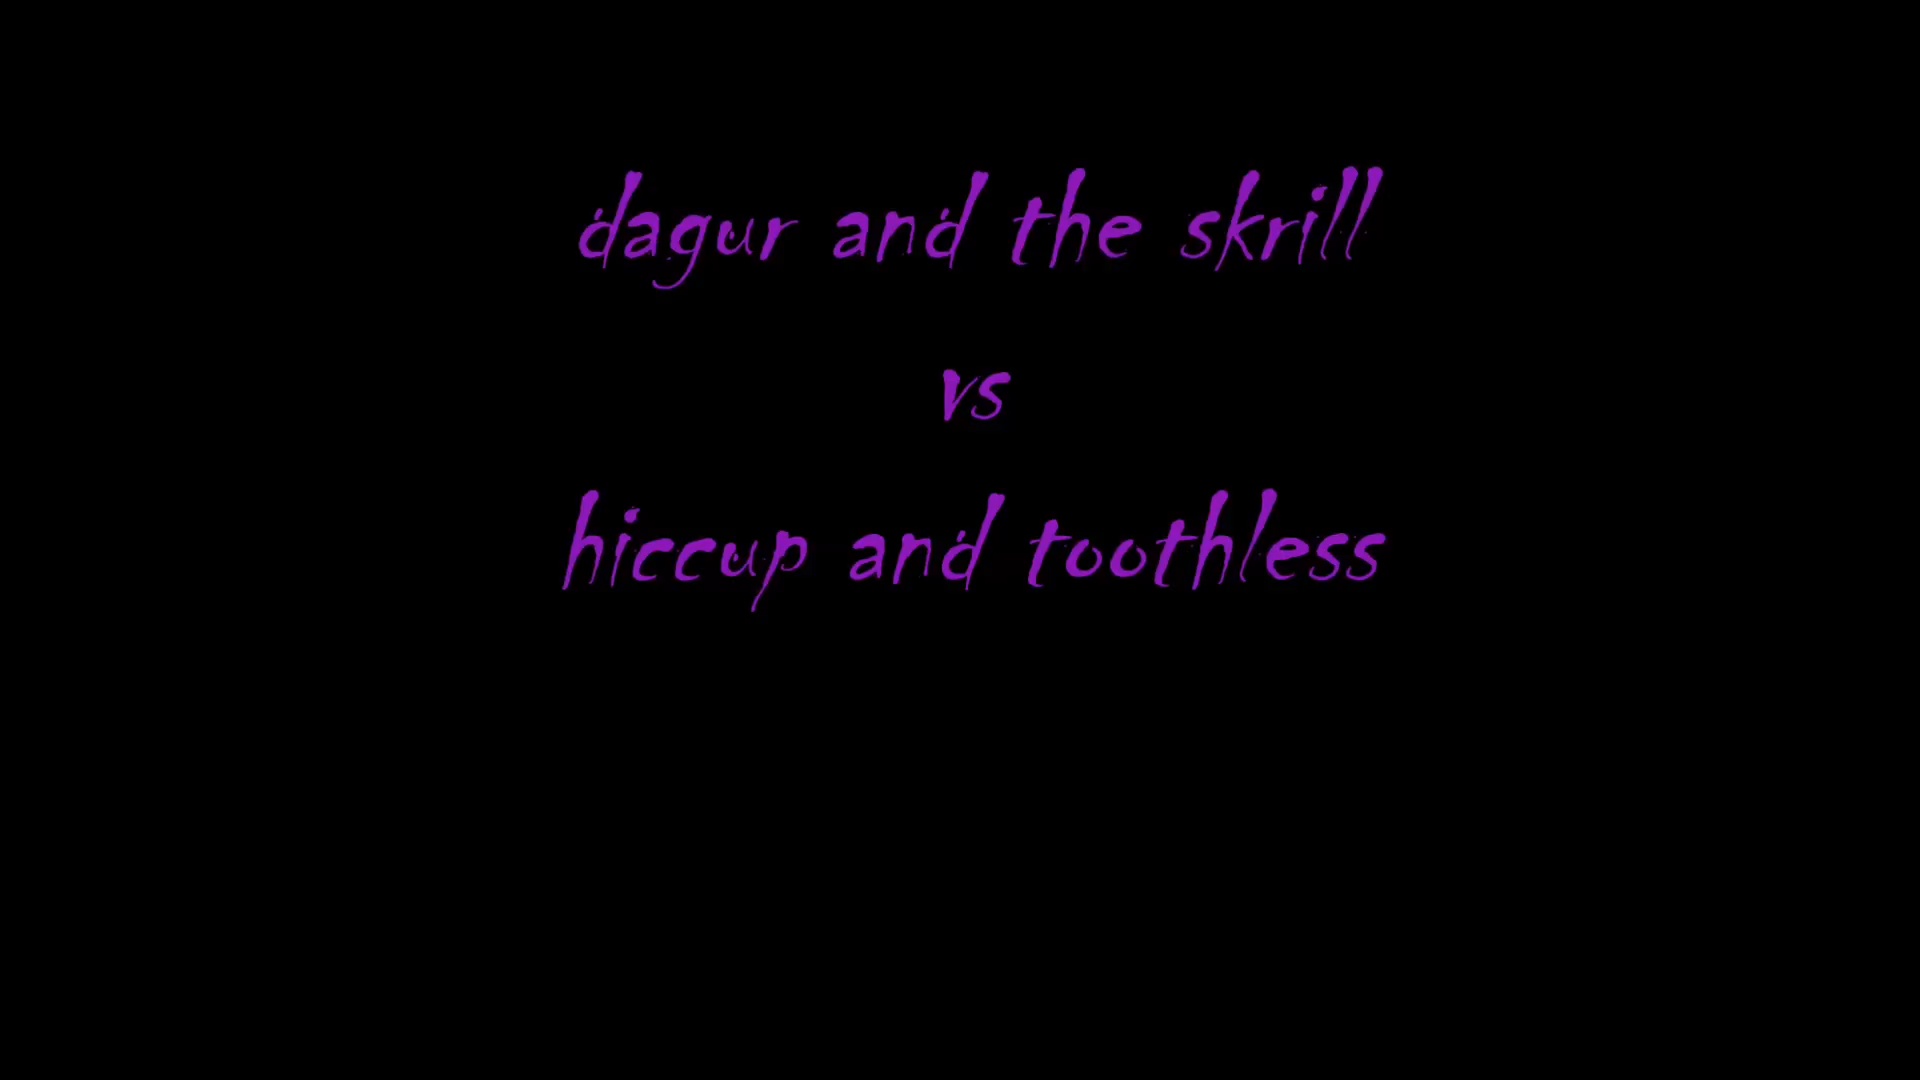 dagur and the skrill
vs
hiccup and toothless